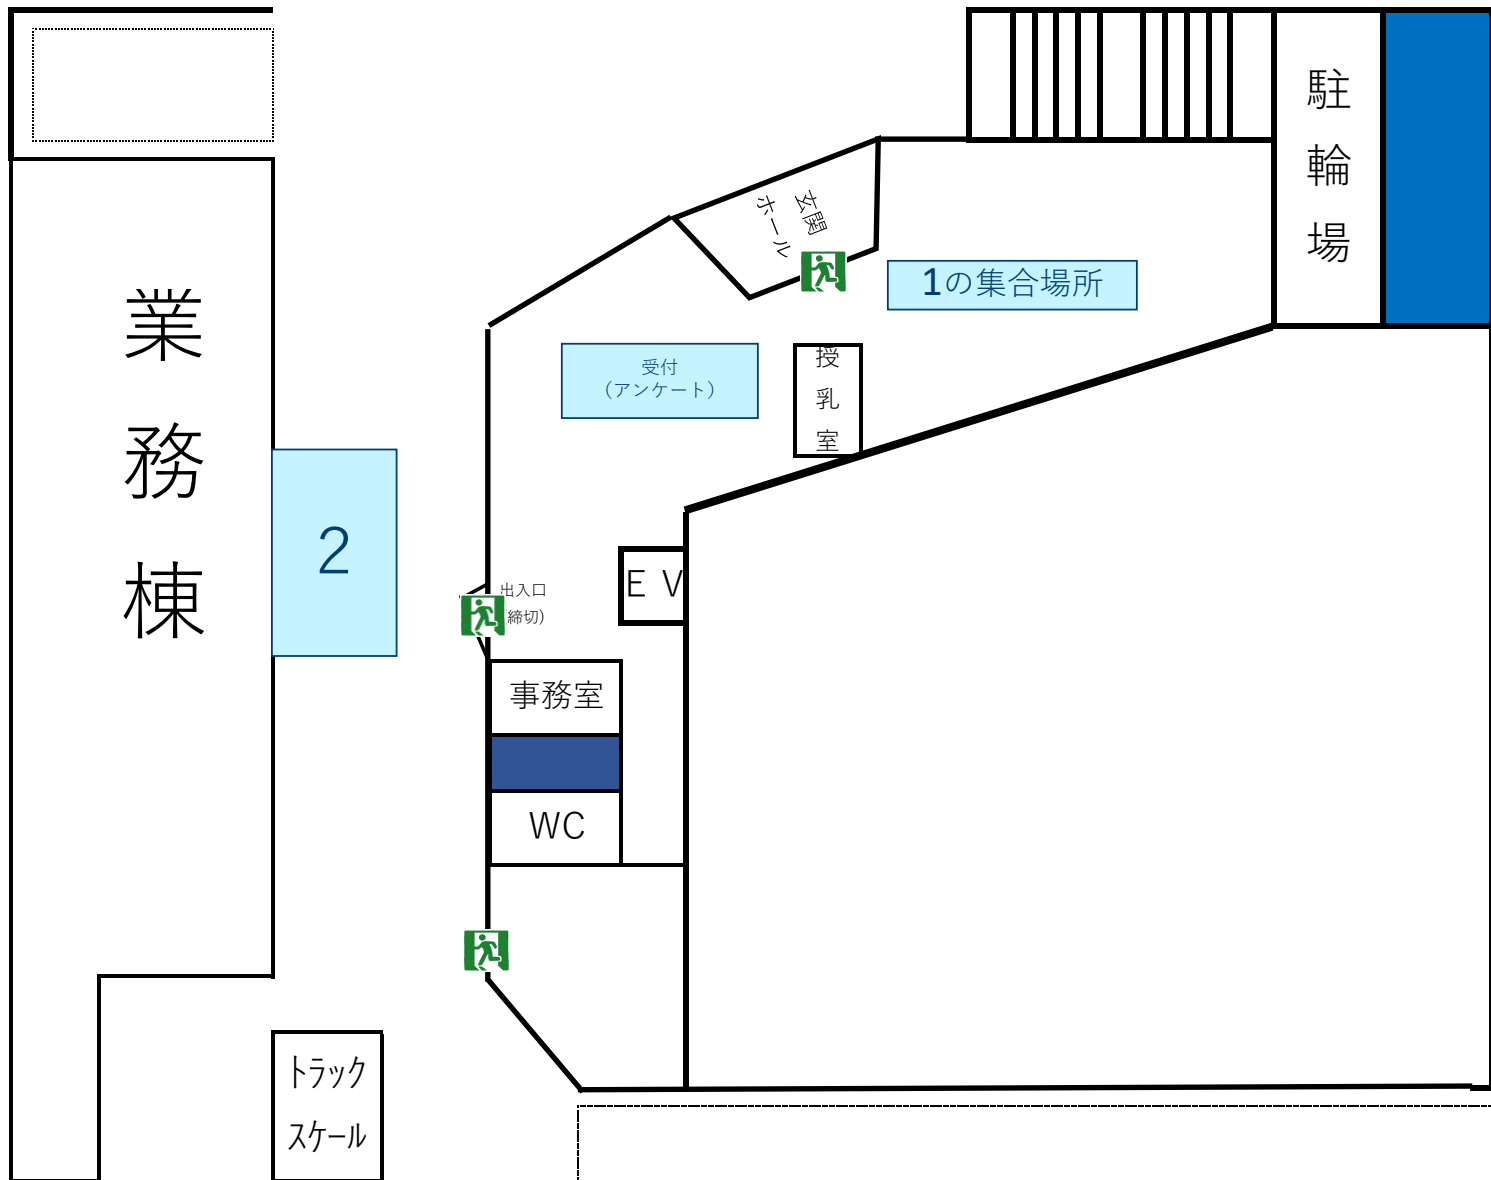 駐輪場
玄関
ホール
1の集合場所
業務棟
受付
（アンケート）
授乳室
2
出入口
締切)
ＥＶ
事務室
WC
ﾄﾗｯｸ
ｽｹｰﾙ